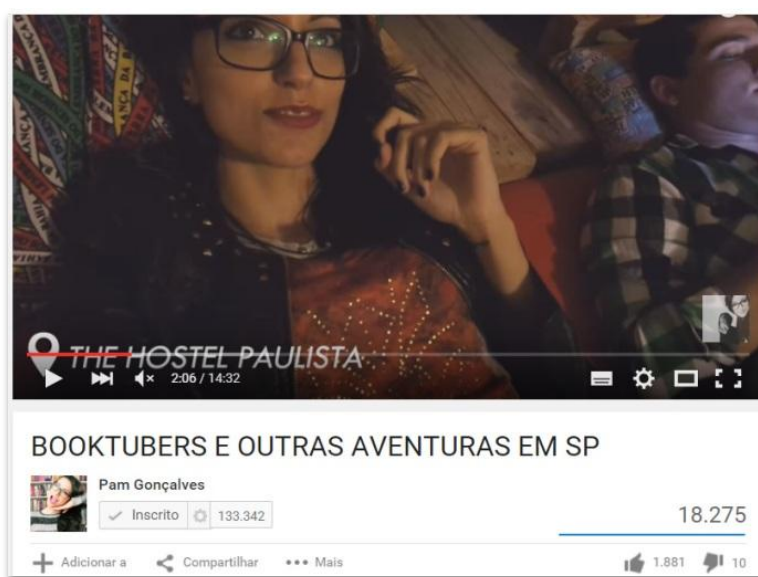 THE HOSTEL PAULISTA
2:06 / 14:32
BOOKTUBERS E OUTRAS AVENTURAS EM SP
Pam Gonçalves
Inscrito 133.342
18.275
Adicionar a Compartilhar Mais 1.881 10